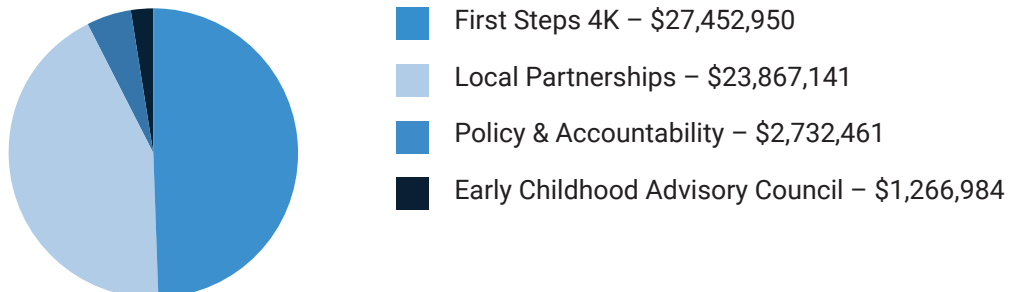 First Steps 4K – $27,452,950
Local Partnerships – $23,867,141
Policy & Accountability – $2,732,461
Early Childhood Advisory Council – $1,266,984